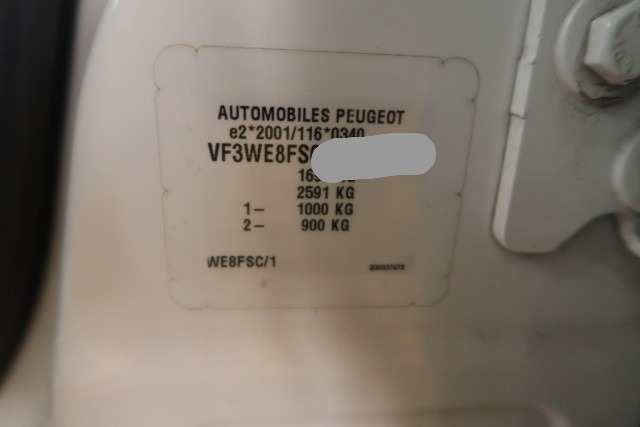 AUTOMOBILES PEUGEOT
e2*2001/116*0340
VF3WE8FS
2591 KG
1- 1000 KG
2- 900 KG
WE8FSC/1